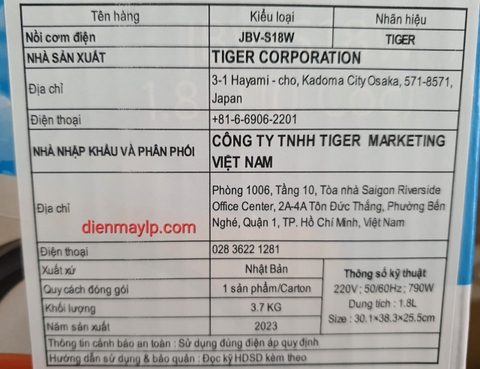 Tên hàng Kiểu loại Nhãn hiệu
Nồi cơm điện JBV-S18W TIGER
NHÀ SẢN XUẤT TIGER CORPORATION
Địa chỉ 3-1 Hayami - cho, Kadoma City Osaka, 571-8571,
Japan
Điện thoại +81-6-6906-2201
NHÀ NHẬP KHẨU VÀ PHÂN PHỐI CÔNG TY TNHH TIGER MARKETING
VIỆT NAM
Địa chỉ Phòng 1006, Tầng 10, Tòa nhà Saigon Riverside
Office Center, 2A-4A Tôn Đức Thắng, Phường Bến
Nghé, Quận 1, TP. Hồ Chí Minh, Việt Nam
dienmaylp.com
Điện thoại 028 3622 1281
Xuất xứ Nhật Bản Thông số kỹ thuật
Quy cách đóng gói 1 sản phẩm/Carton 220V ; 50/60Hz ; 790W
Khối lượng 3.7 KG Dung tích : 1.8L
Năm sản xuất 2023 Size : 30.1×38.3×25.5cm
Thông tin cảnh báo an toàn : Sử dụng đúng điện áp quy định
Hướng dẫn sử dụng & bảo quản : Đọc kỹ HDSD kèm theo